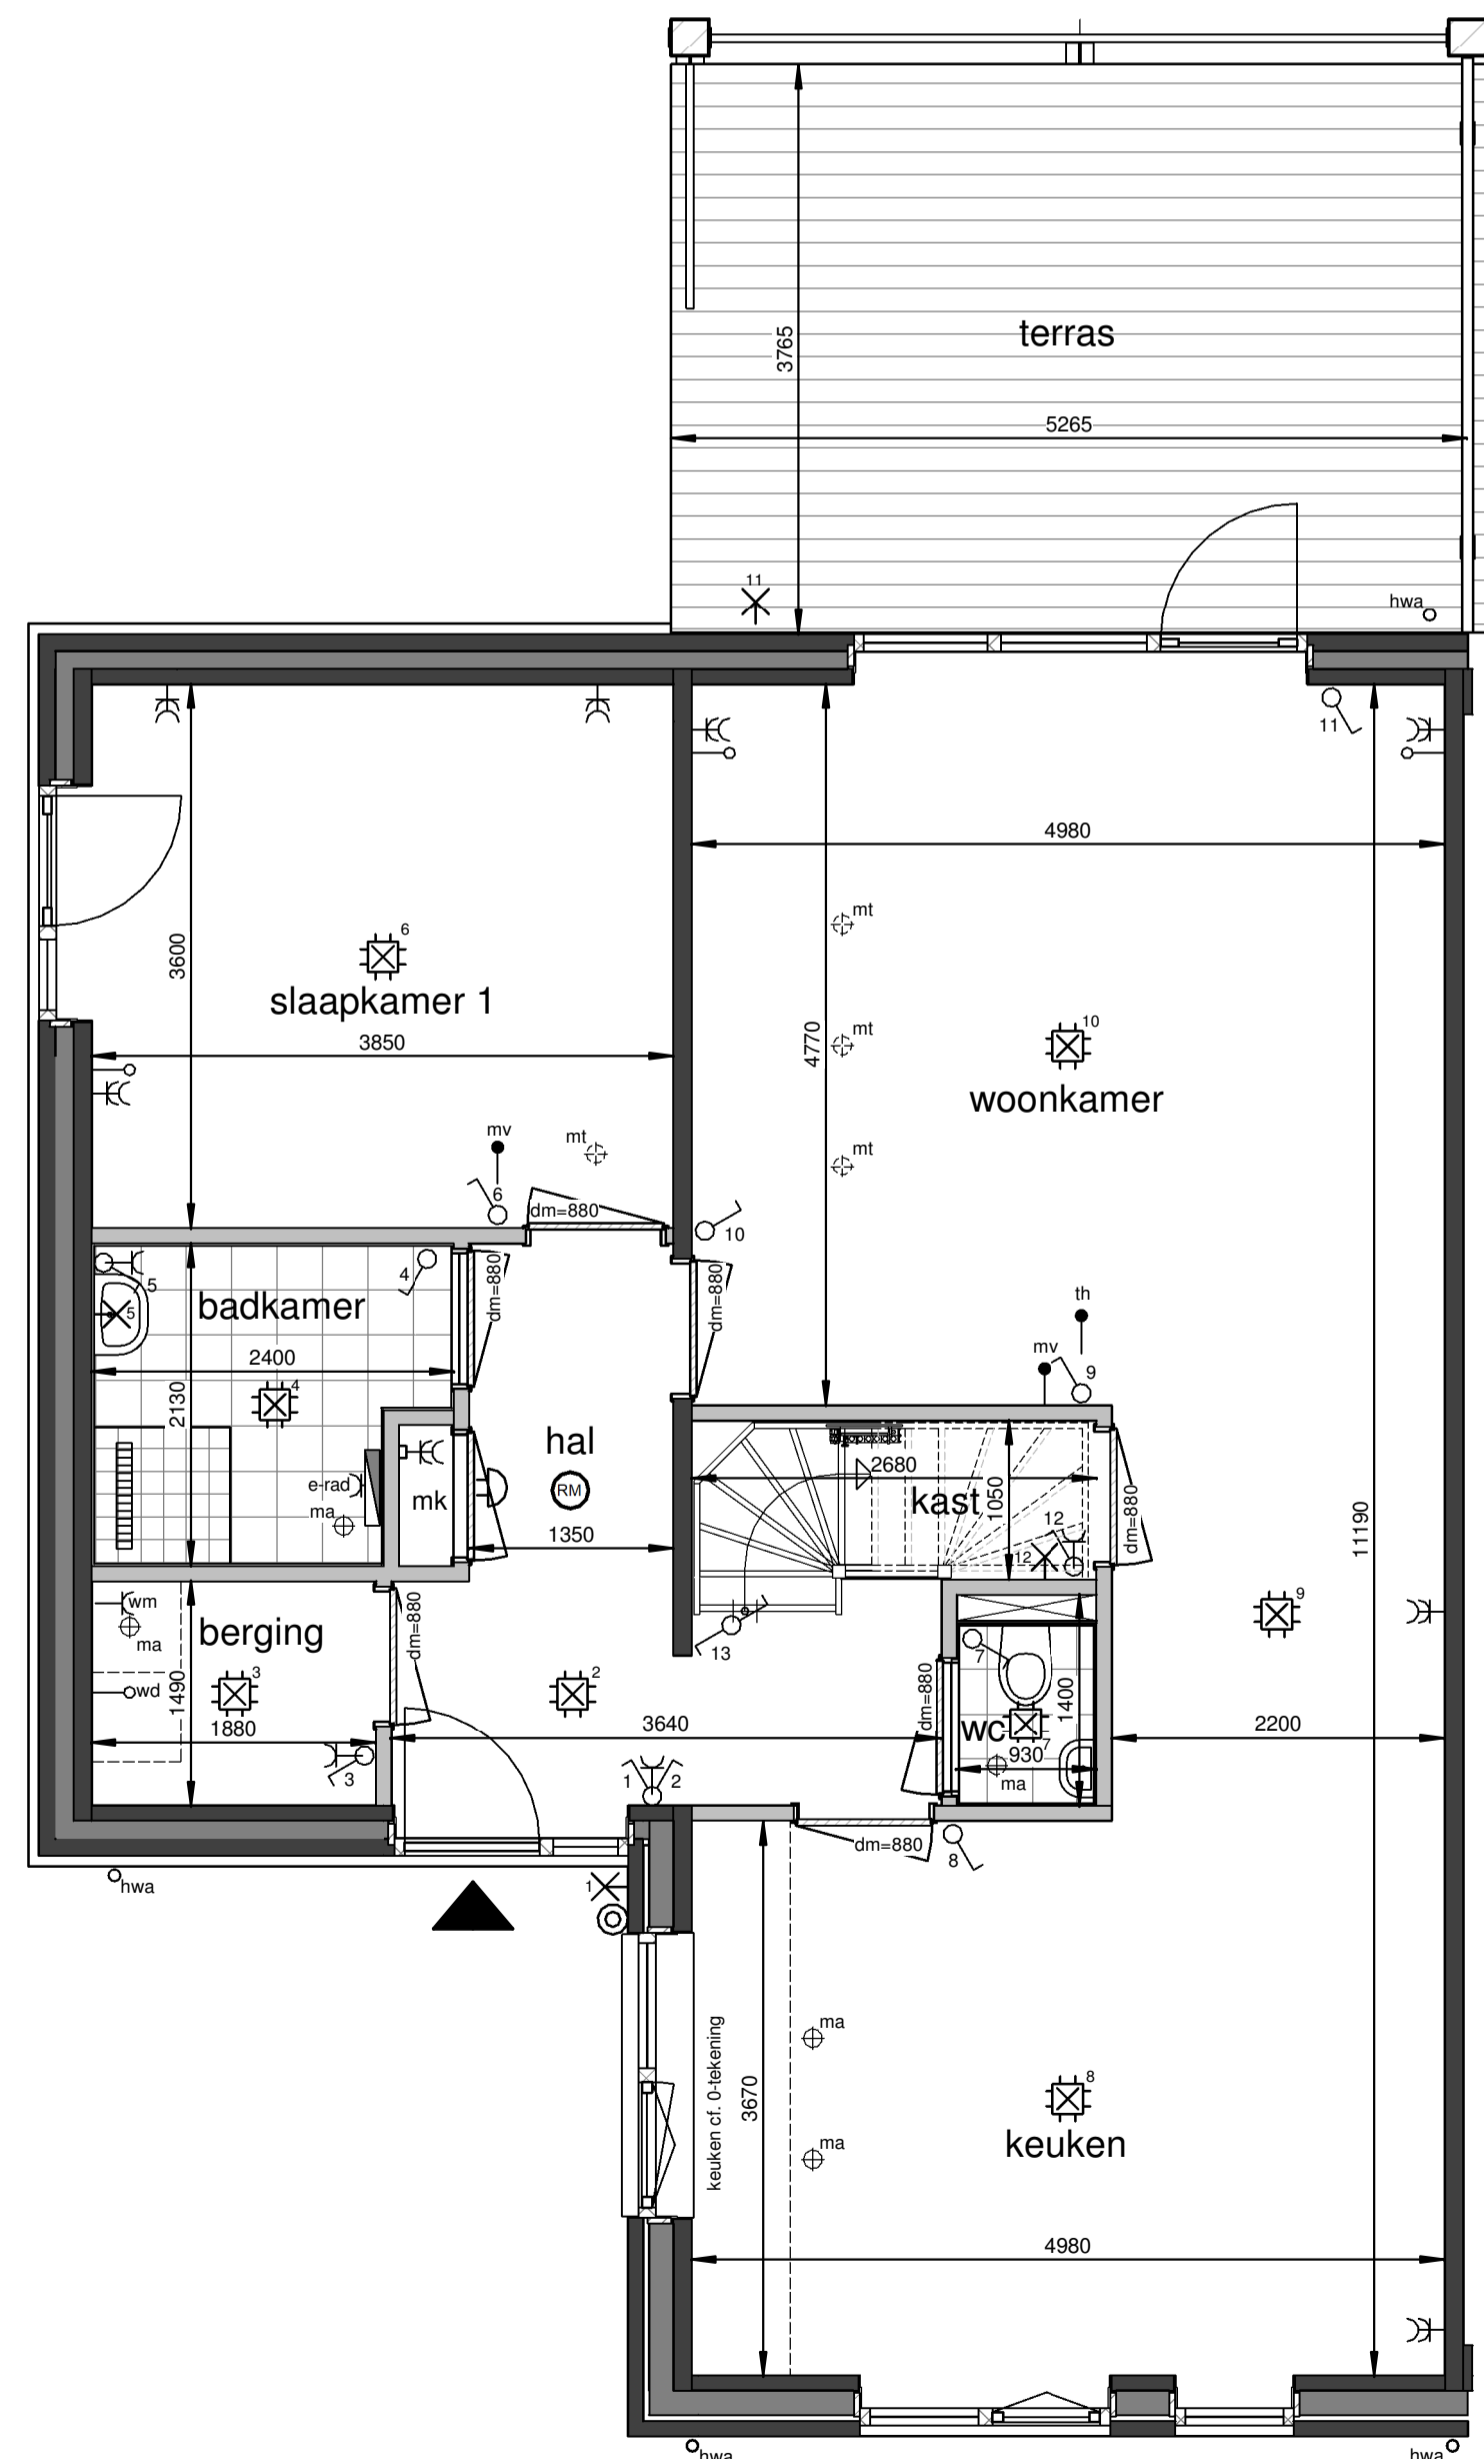 3765
terras
5265
11
hwa
11
4980
mt
6
3600
slaapkamer 1
3850
10
mt
4770
woonkamer
mv
mt
mt
6
dm=880
10
dm=880
4
5
badkamer
5
dm=880
th
mv
9
2400
4
2130
hal
2680
kast
1050
e-rad
ma
mk
RM
1350
12
12
dm=880
11190
wm
ma
berging
dm=880
13
7
9
wd
3
1490
1880
2
3640
dm=880
wc
1400
7
930
ma
2200
3
1
2
dm=880
8
hwa
1
keuken cf. 0-tekening
3670
ma
ma
8
keuken
4980
hwa
hwa